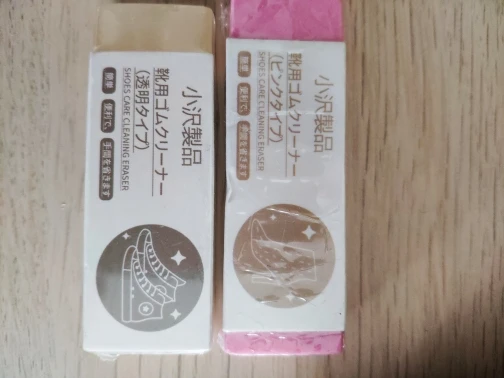 小沢製品
靴用ゴムクリーナー
(透明タイプ)
SHOES CARE CLEANING ERASER
簡単 便利で、 手間を省きます
小沢製品
靴用ゴムクリーナー
(ピンクタイプ)
SHOES CARE CLEANING ERASER
簡単 便利で、 手間を省きます